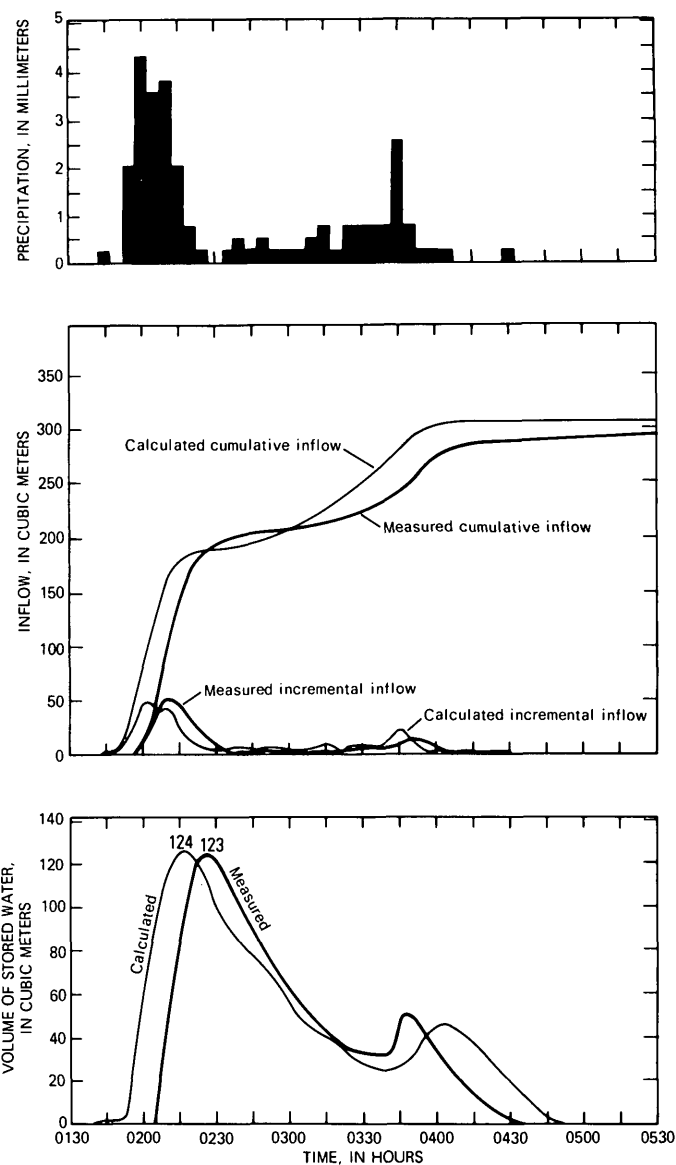 PRECIPITATION, IN MILLIMETERS
5
4
3
2
1
0
INFLOW, IN CUBIC METERS
350
300
250
200
150
100
50
0
Calculated cumulative inflow
Measured cumulative inflow
Measured incremental inflow
Calculated incremental inflow
VOLUME OF STORED WATER,
IN CUBIC METERS
140
120
100
80
60
40
20
0
124 123
Calculated
Measured
0130 0200 0230 0300 0330 0400 0430 0500 0530
TIME, IN HOURS